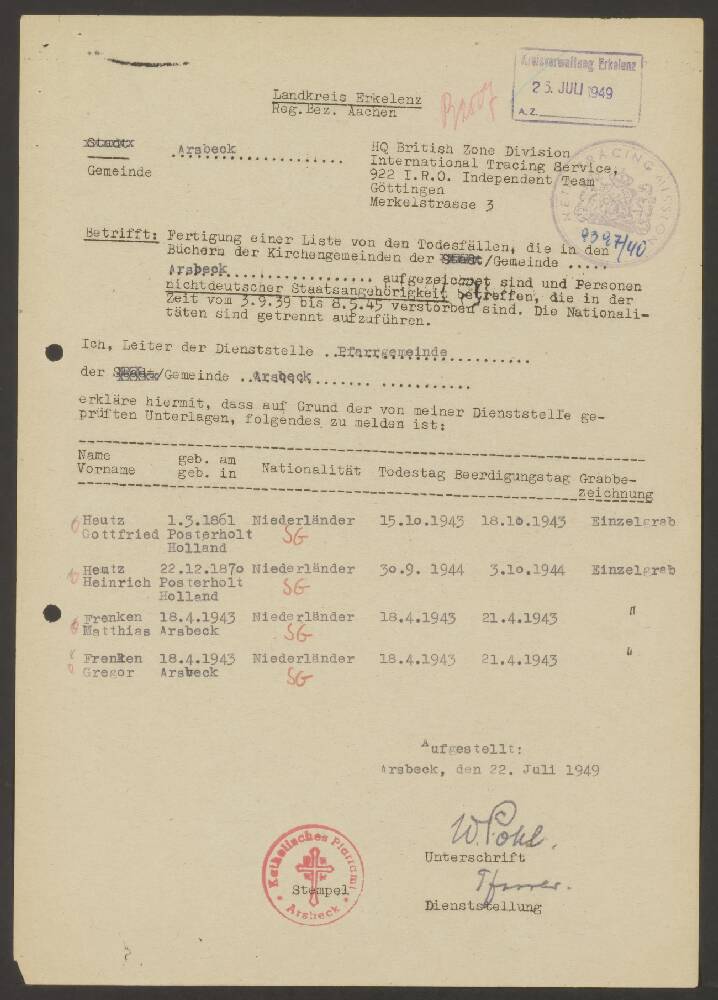 Kreisverwaltung Erkelenz
25. JULI 1949
A.Z.
Landkreis Erkelenz
Reg.Bez. Aachen
Stadt Arsbeck
Gemeinde
HQ British Zone Division
International Tracing Service,
922 I.R.O. Independent Team
Göttingen
Merkelstrasse 3
TRACING MISSIO
9397/40
Betrifft: Fertigung einer Liste von den Todesfällen, die in den
Büchern der Kirchengemeinden der Stadt/Gemeinde .....
Arsbeck................... aufgezeichnet sind und Personen
nichtdeutscher Staatsangehörigkeit betreffen, die in der
Zeit vom 3.9.39 bis 8.5.45 verstorben sind. Die Nationali-
täten sind getrennt aufzuführen.
Ich, Leiter der Dienststelle ..Pfarrgemeinde...........
der Stadt/Gemeinde ..Arsbeck..................
erkläre hiermit, dass auf Grund der von meiner Dienststelle ge-
prüften Unterlagen, folgendes zu melden ist:
Name geb. am Nationalität Todestag Beerdigungstag Grabbe-
Vorname geb. in zeichnung
Heutz 1.3.1861 Niederländer 15.10.1943 18.10.1943 Einzelgrab
Gottfried Posterholt SG
Holland
Heutz 22.12.1870 Niederländer 30.9. 1944 3.10.1944 Einzelgrab
Heinrich Posterholt SG
Holland
Frenken 18.4.1943 Niederländer 18.4.1943 21.4.1943 "
Matthias Arsbeck SG
Frenken 18.4.1943 Niederländer 18.4.1943 21.4.1943 "
Gregor Arsbeck SG
Aufgestellt:
Arsbeck, den 22. Juli 1949
W. Pohl.
Unterschrift
Pfarrer.
Dienststellung
Katholisches Pfarramt
Stempel
Arsbeck